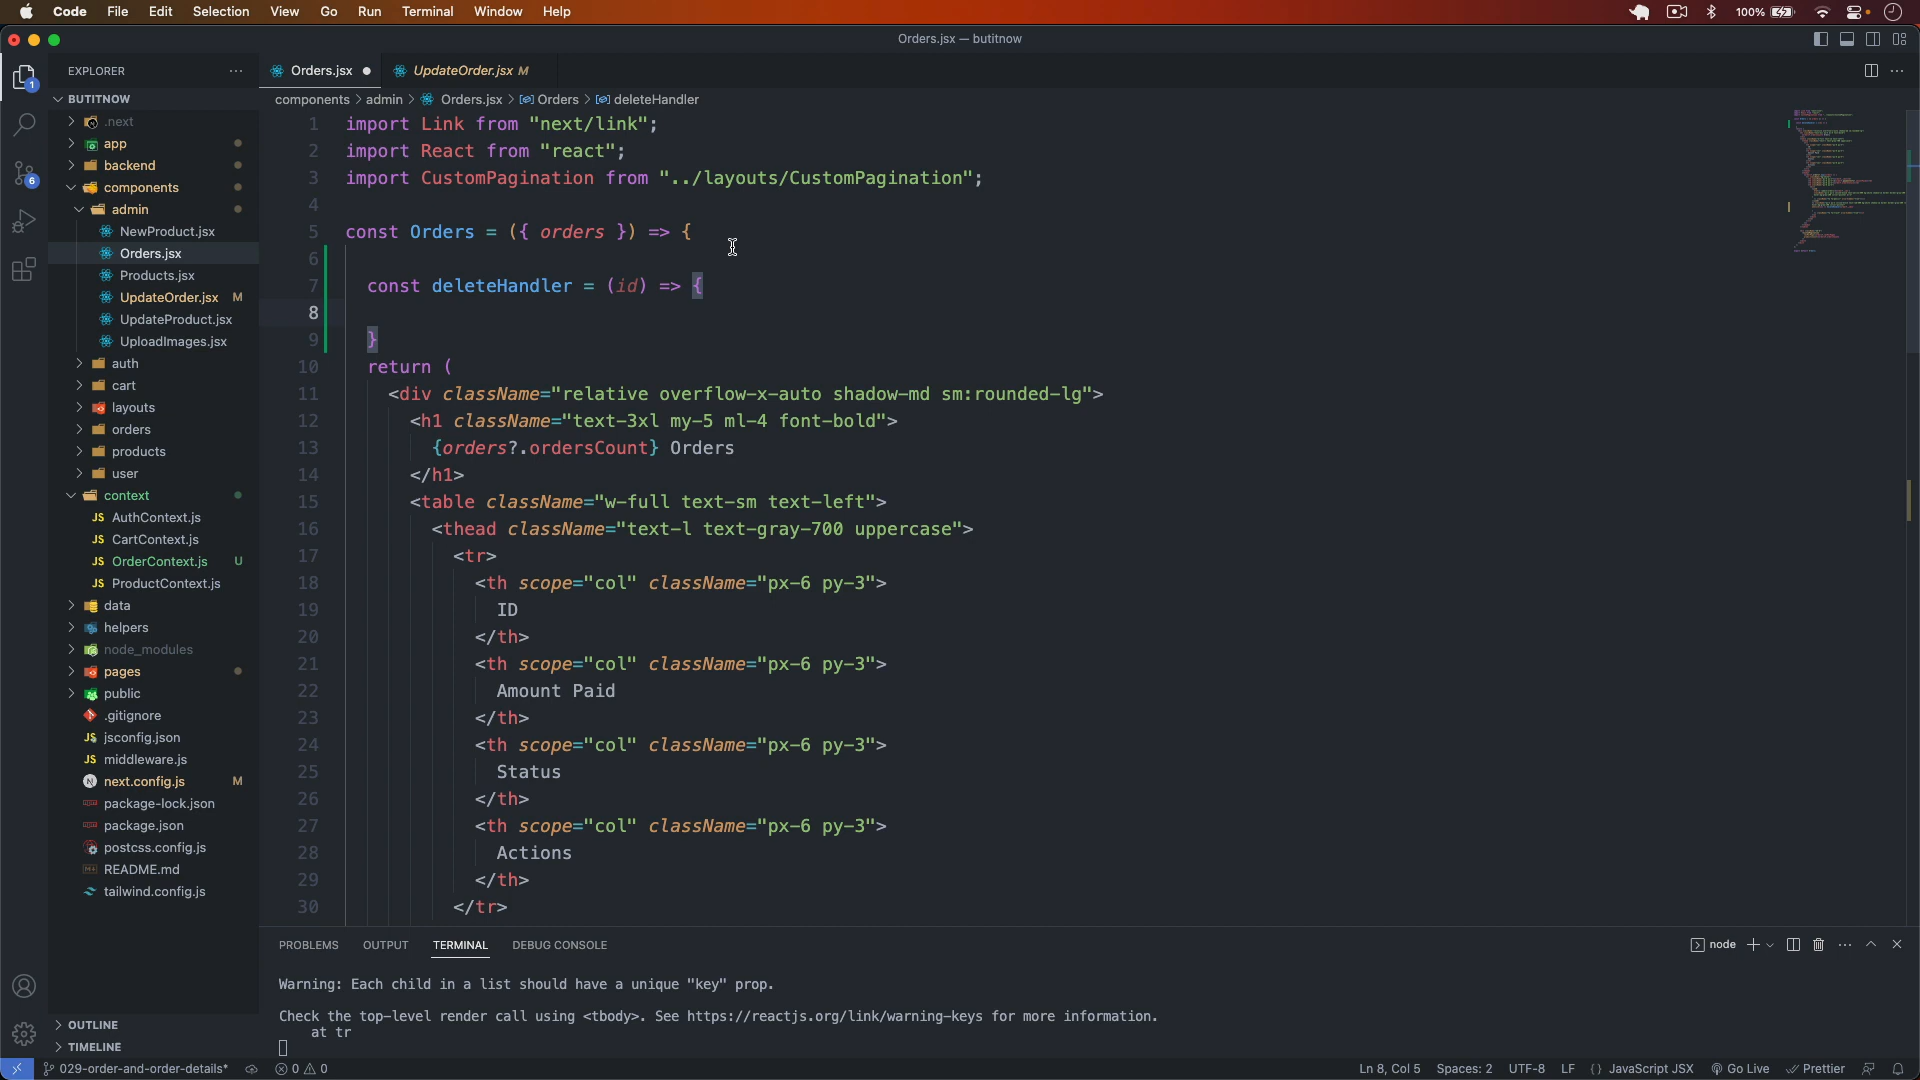 Code File Edit Selection View Go Run Terminal Window Help
100%
Orders.jsx — butitnow
EXPLORER
Orders.jsx
UpdateOrder.jsx M
components > admin > Orders.jsx > Orders > deleteHandler
BUTITNOW
.next
app
backend
components
admin
NewProduct.jsx
Orders.jsx
Products.jsx
UpdateOrder.jsx M
UpdateProduct.jsx
UploadImages.jsx
auth
cart
layouts
orders
products
user
context
AuthContext.js
CartContext.js
OrderContext.js U
ProductContext.js
data
helpers
node_modules
pages
public
.gitignore
jsconfig.json
middleware.js
next.config.js M
package-lock.json
package.json
postcss.config.js
README.md
tailwind.config.js
OUTLINE
TIMELINE
1 import Link from "next/link";
2 import React from "react";
3 import CustomPagination from "../layouts/CustomPagination";
4
5 const Orders = ({ orders }) => {
6
7 const deleteHandler = (id) => {
8
9 }
10 return (
11 <div className="relative overflow-x-auto shadow-md sm:rounded-lg">
12 <h1 className="text-3xl my-5 ml-4 font-bold">
13 {orders?.ordersCount} Orders
14 </h1>
15 <table className="w-full text-sm text-left">
16 <thead className="text-l text-gray-700 uppercase">
17 <tr>
18 <th scope="col" className="px-6 py-3">
19 ID
20 </th>
21 <th scope="col" className="px-6 py-3">
22 Amount Paid
23 </th>
24 <th scope="col" className="px-6 py-3">
25 Status
26 </th>
27 <th scope="col" className="px-6 py-3">
28 Actions
29 </th>
30 </tr>
PROBLEMS OUTPUT TERMINAL DEBUG CONSOLE
node
Warning: Each child in a list should have a unique "key" prop.
Check the top-level render call using <tbody>. See https://reactjs.org/link/warning-keys for more information.
at tr
029-order-and-order-details* 0 0
Ln 8, Col 5 Spaces: 2 UTF-8 LF {} JavaScript JSX Go Live Prettier